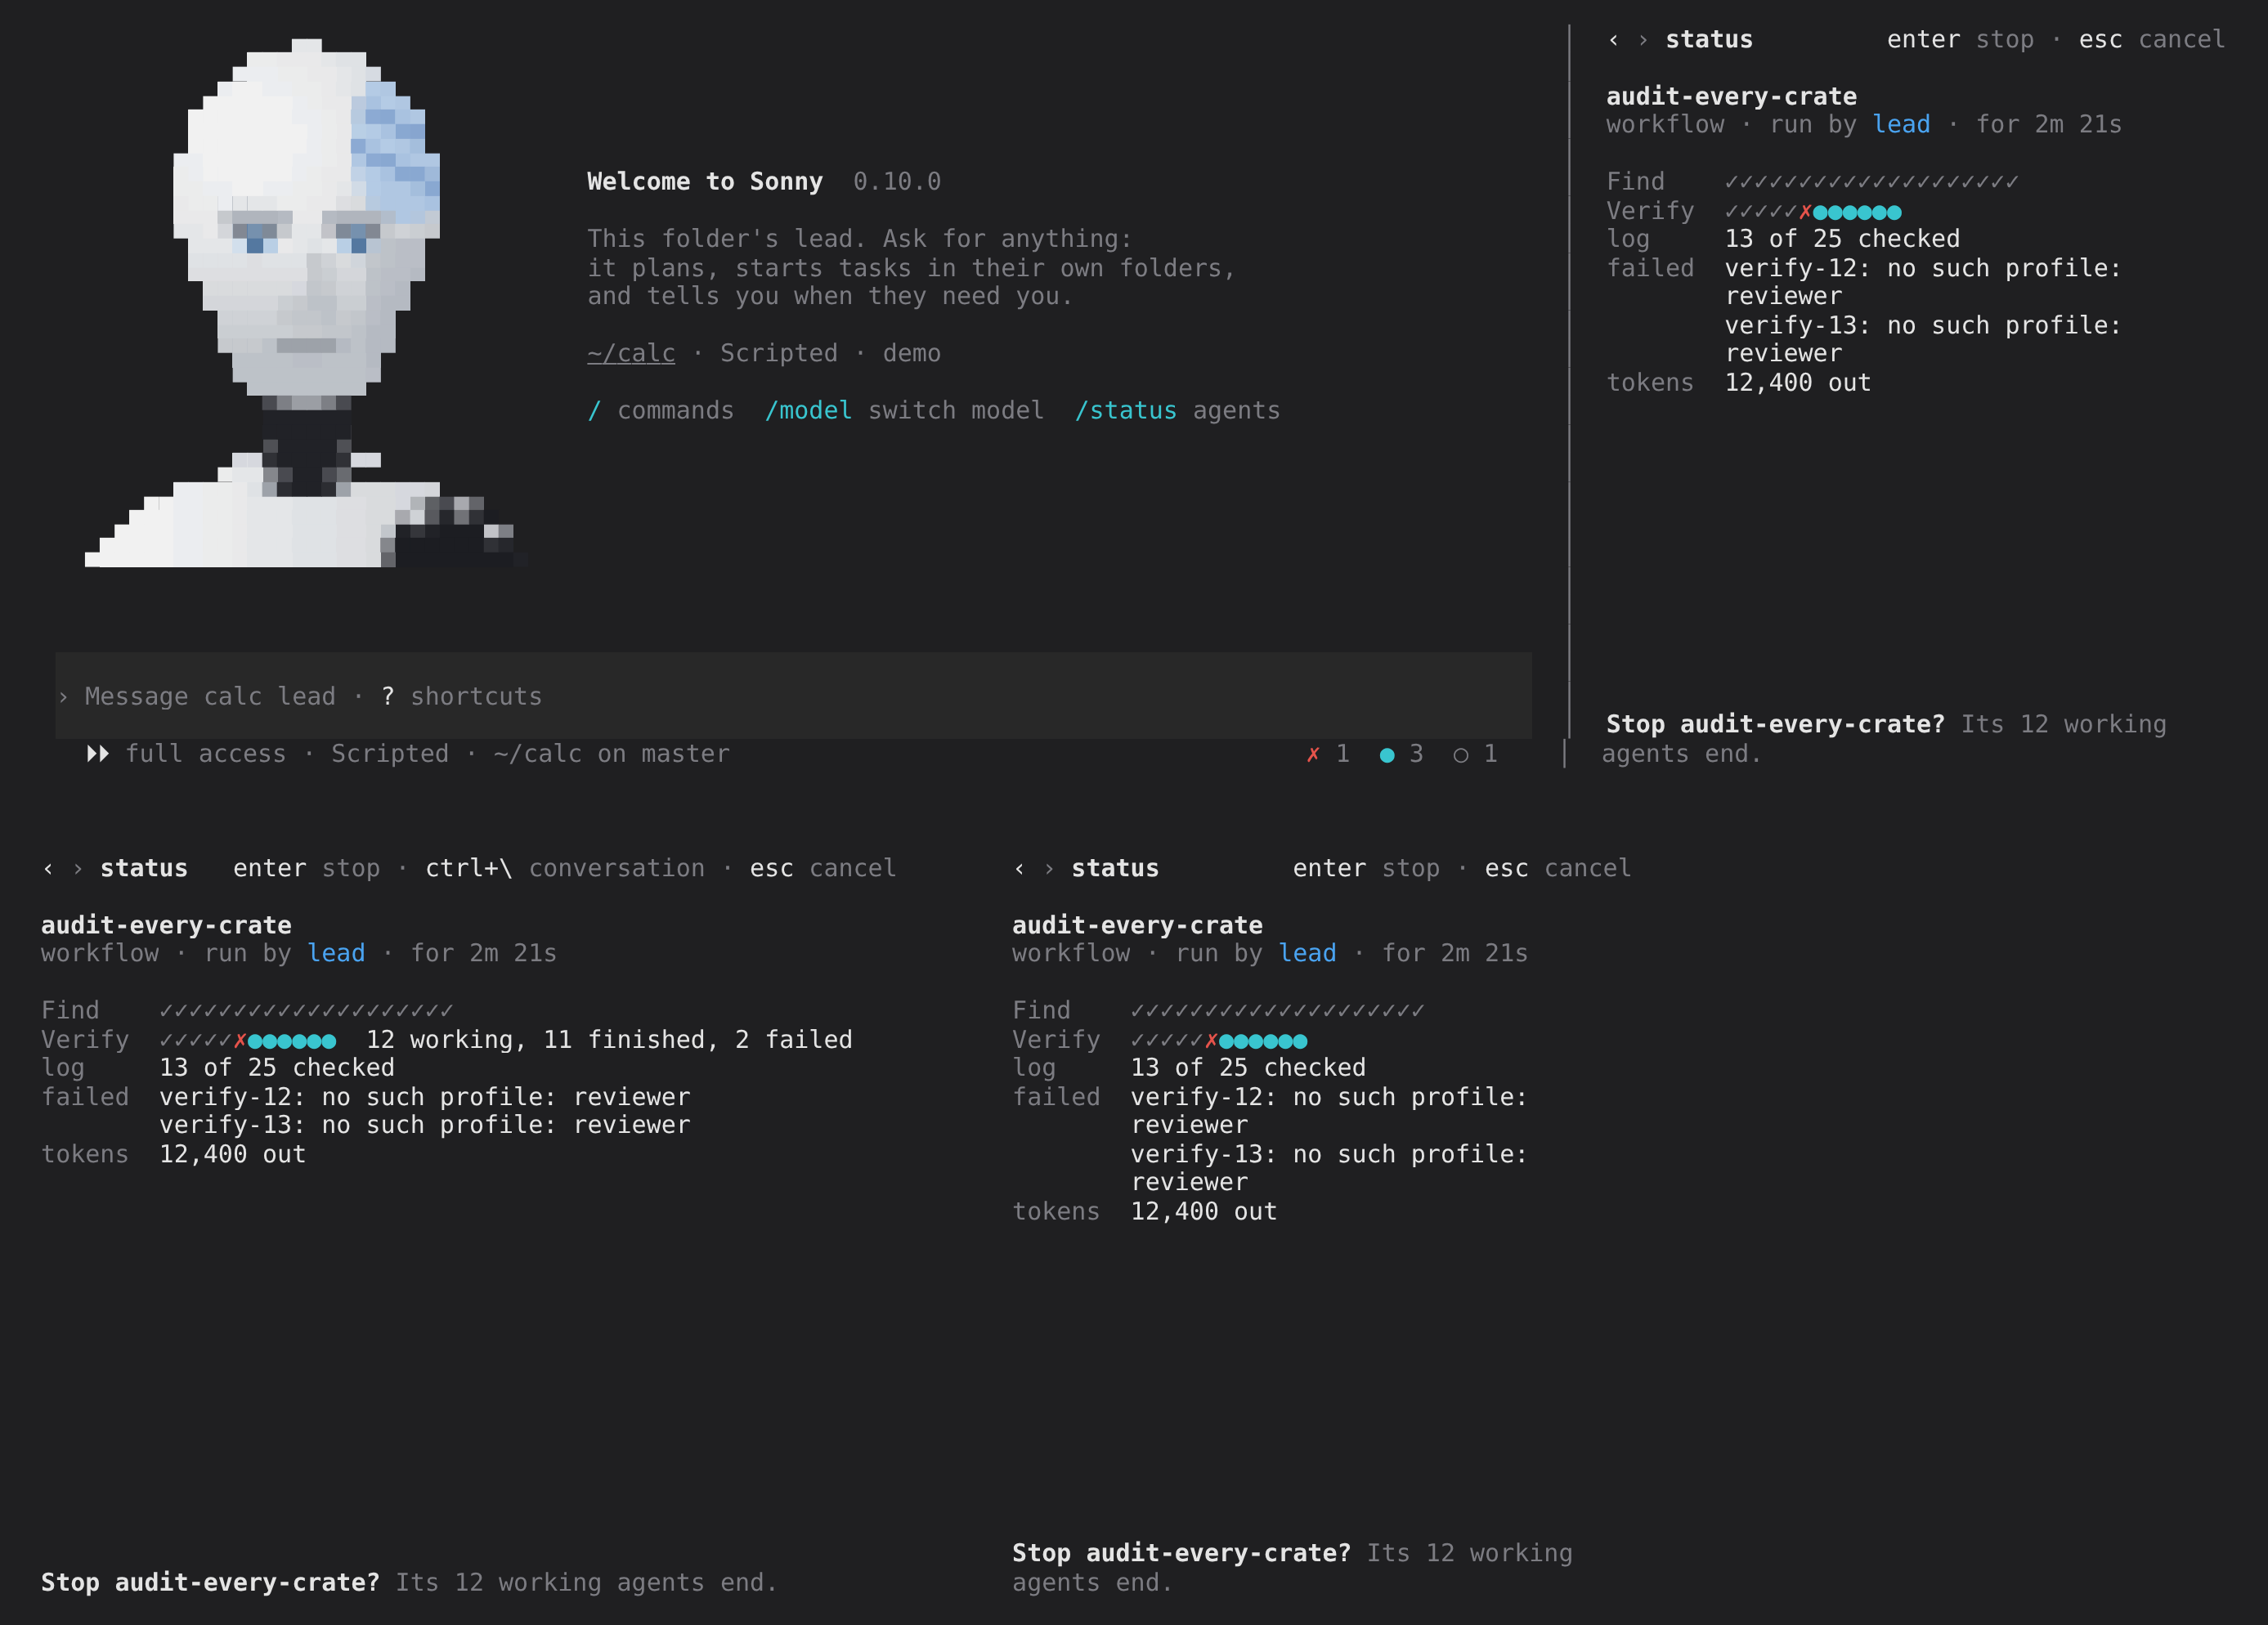 ‹ › status enter stop · esc cancel
audit-every-crate
workflow · run by lead · for 2m 21s
Welcome to Sonny 0.10.0
This folder's lead. Ask for anything:
it plans, starts tasks in their own folders,
and tells you when they need you.
~/calc · Scripted · demo
/ commands /model switch model /status agents
Find ✓✓✓✓✓✓✓✓✓✓✓✓✓✓✓✓✓✓✓✓
Verify ✓✓✓✓✓✗●●●●●●
log 13 of 25 checked
failed verify-12: no such profile:
reviewer
verify-13: no such profile:
reviewer
tokens 12,400 out
› Message calc lead · ? shortcuts
full access · Scripted · ~/calc on master ✗ 1 ● 3 ○ 1
Stop audit-every-crate? Its 12 working
agents end.
‹ › status enter stop · ctrl+\ conversation · esc cancel
audit-every-crate
workflow · run by lead · for 2m 21s
Find ✓✓✓✓✓✓✓✓✓✓✓✓✓✓✓✓✓✓✓✓
Verify ✓✓✓✓✓✗●●●●●● 12 working, 11 finished, 2 failed
log 13 of 25 checked
failed verify-12: no such profile: reviewer
verify-13: no such profile: reviewer
tokens 12,400 out
Stop audit-every-crate? Its 12 working agents end.
‹ › status enter stop · esc cancel
audit-every-crate
workflow · run by lead · for 2m 21s
Find ✓✓✓✓✓✓✓✓✓✓✓✓✓✓✓✓✓✓✓✓
Verify ✓✓✓✓✓✗●●●●●●
log 13 of 25 checked
failed verify-12: no such profile:
reviewer
verify-13: no such profile:
reviewer
tokens 12,400 out
Stop audit-every-crate? Its 12 working
agents end.